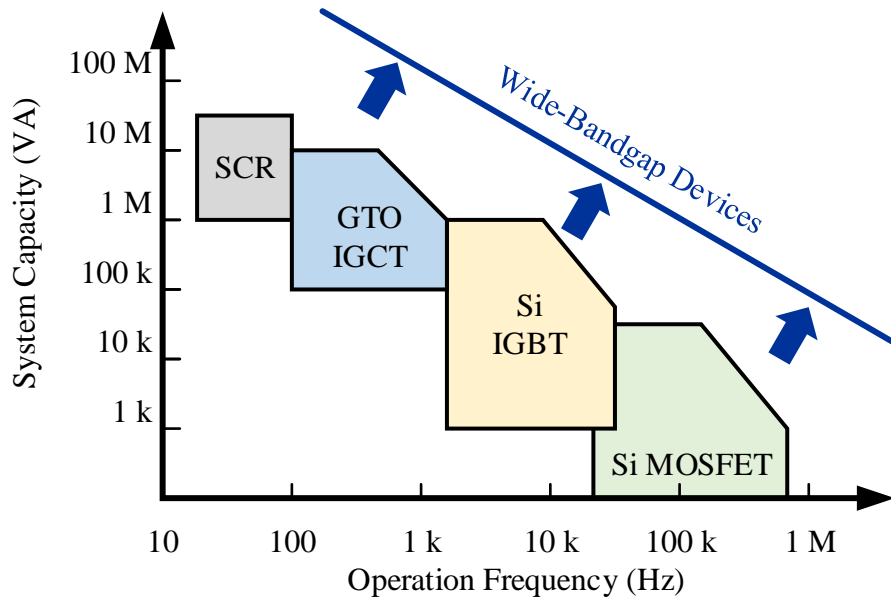 System Capacity (VA)
100 M
10 M
1 M
100 k
10 k
1 k
SCR
GTO
IGCT
Si
IGBT
Si MOSFET
Wide-Bandgap Devices
10
100
1 k
10 k
100 k
1 M
Operation Frequency (Hz)